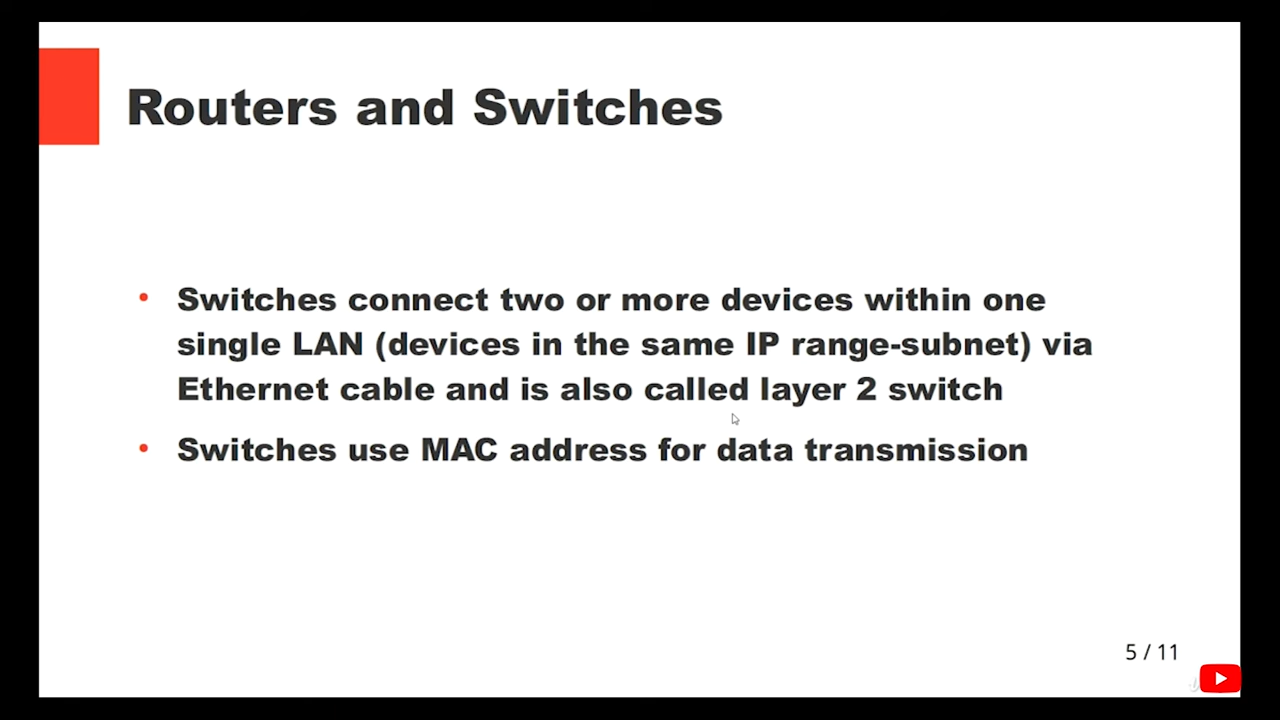 Routers and Switches
• Switches connect two or more devices within one
single LAN (devices in the same IP range-subnet) via
Ethernet cable and is also called layer 2 switch
• Switches use MAC address for data transmission
5 / 11